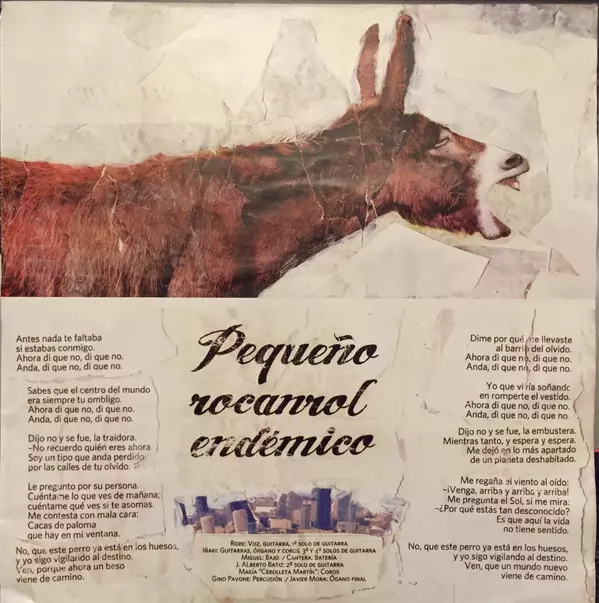 Antes nada te faltaba
si estabas conmigo.
Ahora di que no, di que no.
Anda, di que no, di que no.
Sabes que el centro del mundo
era siempre tu ombligo.
Ahora di que no, di que no.
Anda, di que no, di que no.
Dijo no y se fue, la traidora.
–No recuerdo quién eres ahora.
Soy un tipo que anda perdido
por las calles de tu olvido.
Le pregunto por su persona.
Cuéntame lo que ves de mañana;
cuéntame qué ves si te asomas.
Me contesta con mala cara:
Cacas de paloma
que hay en mi ventana.
No, que este perro ya está en los huesos,
y yo sigo vigilando al destino.
Ven, porque ahora un beso
viene de camino.
Pequeño
rocanrol
endémico
Robe: Voz, guitarra, 1º solo de guitarra
Iñaki: Guitarras, órgano y coros, 3º y 4º solos de guitarra
Miguel: Bajo / Cantera: Batería
J. Alberto Batiz: 2º solo de guitarra
María "Cebolleta Martín": Coros
Gino Pavone: Percusión / Javier Mora: Ógano final
Dime por qué me llevaste
al barrio del olvido.
Ahora di que no, di que no.
Anda, di que no, di que no.
Yo que vivía soñando
en romperte el vestido.
Ahora di que no, di que no.
Anda, di que no, di que no.
Dijo no y se fue, la embustera.
Mientras tanto, y espera y espera.
Me dejó en lo más apartado
de un planeta deshabitado.
Me regaña el viento al oído:
–¡Venga, arriba y arriba y arriba!
Me pregunta el Sol, si me mira:
–¿Por qué estás tan desconocido?
Es que aquí la vida
no tiene sentido.
No, que este perro ya está en los huesos,
y yo sigo vigilando al destino.
Ven, que un mundo nuevo
viene de camino.